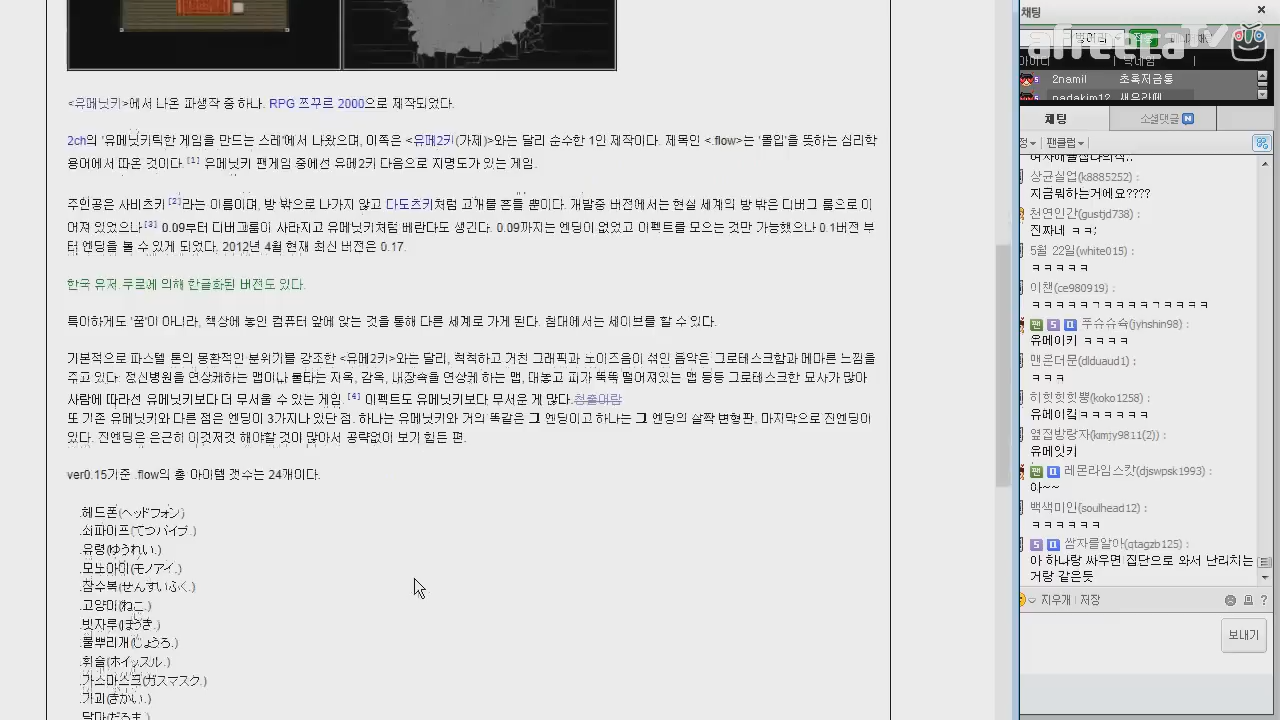 <유메닛키>에서 나온 파생작 중 하나. RPG 쯔꾸르 2000으로 제작되었다.
2ch의 '유메닛키틱한 게임을 만드는 스레'에서 나왔으며, 이쪽은 <유메2키(가제)>와는 달리 순수한 1인 제작이다. 제목인 <.flow>는 '몰입'을 뜻하는 심리학
용어에서 따온 것이다.[1] 유메닛키 팬게임 중에선 유메2키 다음으로 지명도가 있는 게임.
주인공은 사비츠키[2]라는 이름이며, 방 밖으로 나가지 않고 다도츠키처럼 고개를 흔들 뿐이다. 개발중 버전에서는 현실 세계의 방 밖은 디버그 룸으로 이
어져 있었으나[3] 0.09부터 디버그룸이 사라지고 유메닛키처럼 베란다도 생긴다. 0.09까지는 엔딩이 없었고 이펙트를 모으는 것만 가능했으나 0.1버전 부
터 엔딩을 볼 수 있게 되었다. 2012년 4월 현재 최신 버전은 0.17.
한국 유저 쿠로에 의해 한글화된 버전도 있다.
특이하게도 '꿈'이 아니라, 책상에 놓인 컴퓨터 앞에 앉는 것을 통해 다른 세계로 가게 된다. 침대에서는 세이브를 할 수 있다.
기본적으로 파스텔 톤의 몽환적인 분위기를 강조한 <유메2키>와는 달리, 칙칙하고 거친 그래픽과 노이즈음이 섞인 음악은 그로테스크함과 메마른 느낌을
주고 있다. 정신병원을 연상케하는 맵이나 불타는 지옥, 감옥, 내장속을 연상케 하는 맵, 대놓고 피가 뚝뚝 떨어져있는 맵 등등 그로테스크한 묘사가 많아
사람에 따라선 유메닛키보다 더 무서울 수 있는 게임. [4] 이펙트도 유메닛키보다 무서운 게 많다.
또 기존 유메닛키와 다른 점은 엔딩이 3가지나 있단 점. 하나는 유메닛키와 거의 똑같은 그 엔딩이고 하나는 그 엔딩의 살짝 변형판, 마지막으로 진엔딩이
있다. 진엔딩은 은근히 이것저것 해야할 것이 많아서 공략없이 보기 힘든 편.
ver0.15기준 .flow의 총 아이템 갯수는 24개이다.
.헤드폰(ヘッドフォン)
.쇠파이프(てつパイプ.)
.유령(ゆうれい.)
.모노아이(モノアイ.)
.잠수복(せんすいふく.)
.고양이(ねこ.)
.빗자루(ほうき.)
.물뿌리개(じょうろ.)
.휘슬(ホイッスル.)
.가스마스크(ガスマスク.)
.기괴(きかい.)
.달마(だるま.)
채팅
afreecaTV
아이디
2namil 초록저금통
nadakim12 새우라떼
채팅 소셜댓글 N
팬클럽
상균실업(k8885252) :
지금뭐하는거에요????
천연인간(gustjd738) :
진짜네 ㅋㅋ;
5월 22일(white015) :
ㅋㅋㅋㅋㅋ
이챈(ce980919) :
ㅋㅋㅋㅋㅋㄱㅋㅋㅋㅋㄱㅋㅋㅋㅋ
팬 5 푸슈슈슉(jyhshin98) :
유메이키 ㅋㅋㅋㅋ
맨온더문(dlduaud1) :
ㅋㅋㅋ
히힛힛힛뿅(koko1258) :
유메이킼ㅋㅋㅋㅋㅋㅋ
옆집방랑자(kimjy9811(2)) :
유메잇키
팬 레몬라임스캇(djswpsk1993) :
아~~
백색미인(soulhead12) :
ㅋㅋㅋㅋㅋㅋ
5 쌈자를알아(qtagzb125) :
아 하나랑 싸우면 집단으로 와서 난리치는
거랑 같은듯
지우개 | 저장
?
보내기